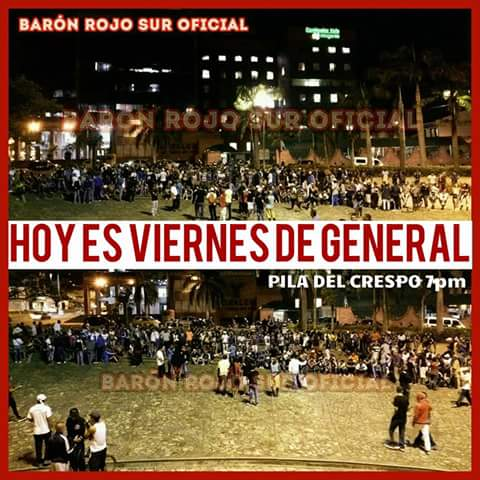 BARÓN ROJO SUR OFICIAL
BARÓN ROJO SUR OFICIAL
HOY ES VIERNES DE GENERAL
PILA DEL CRESPO 7pm
BARÓN ROJO SUR OFICIAL